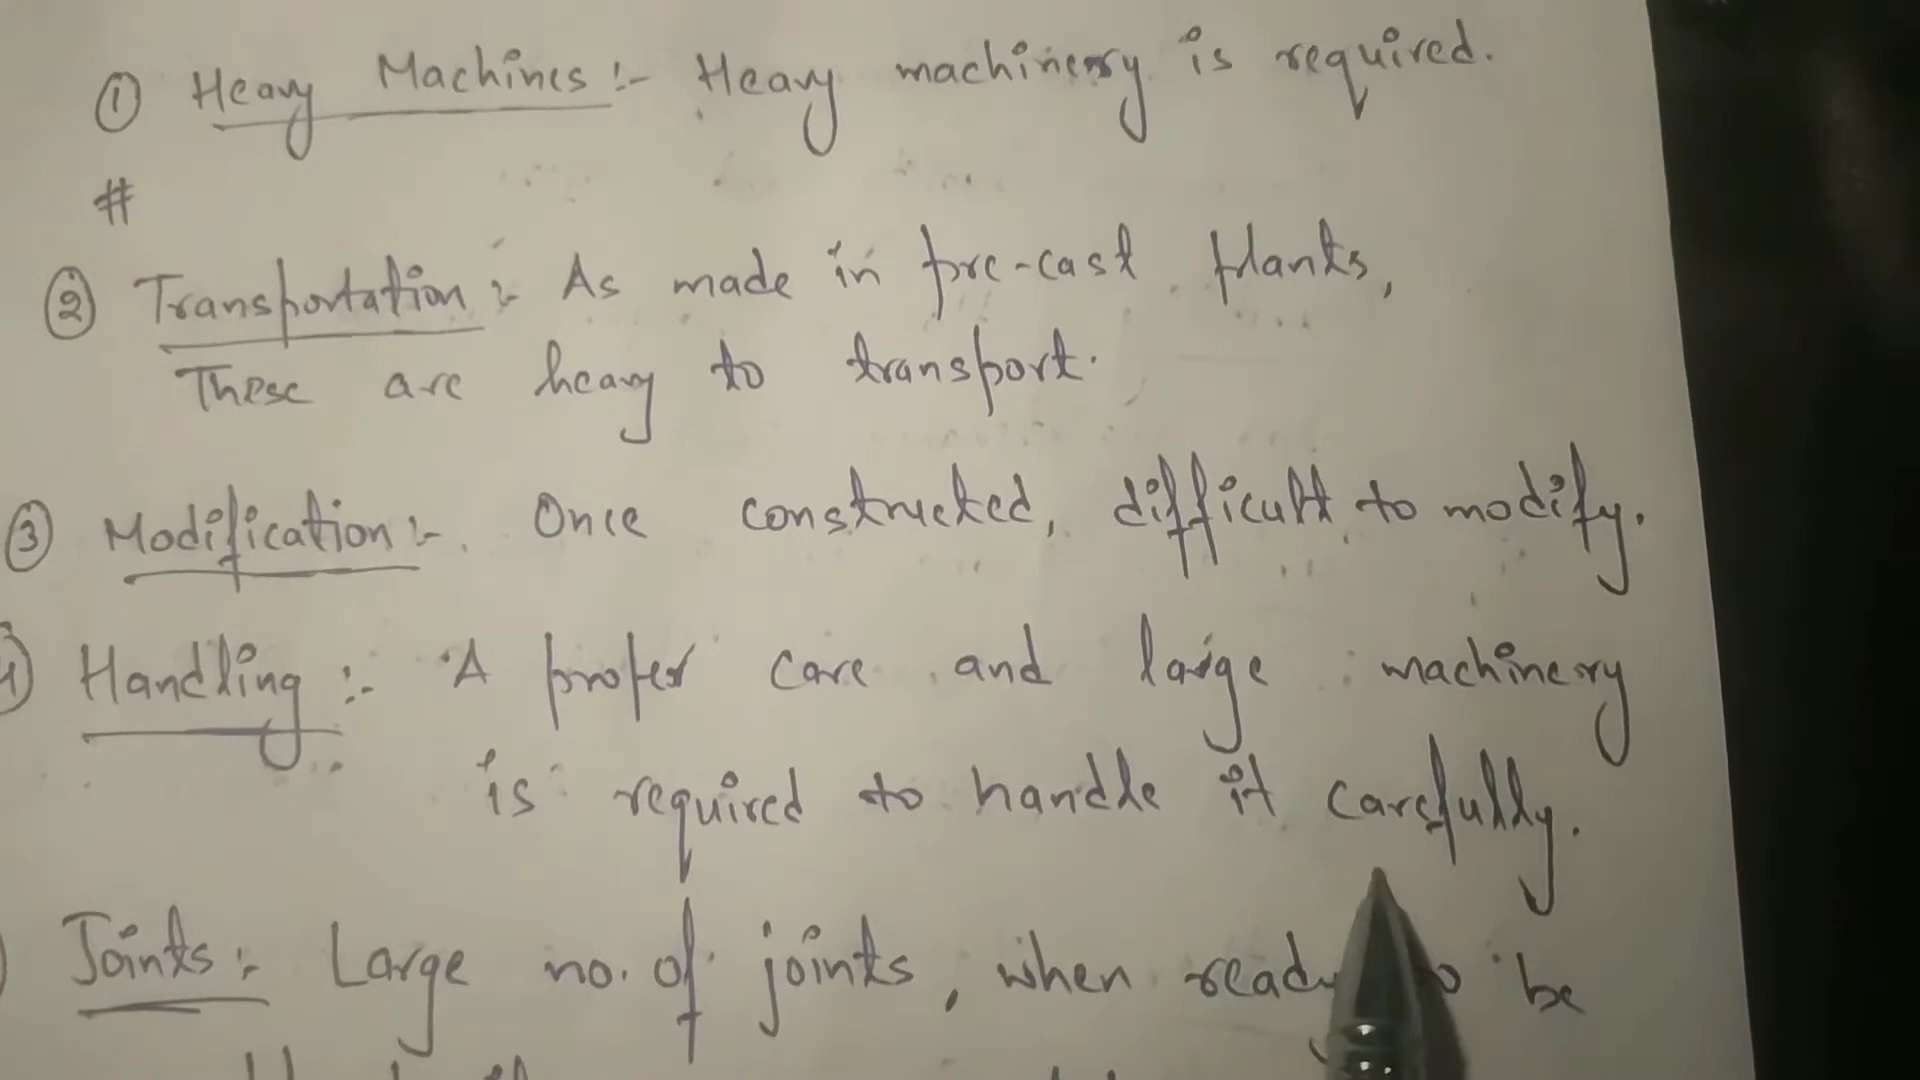 ① Heavy Machines :- Heavy machinery is required.
#
② Transportation :- As made in pre-cast plants,
These are heavy to transport.
③ Modification :- Once constructed, difficult to modify.
④ Handling :- A proper care and large machinery
is required to handle it carefully.
Joints :- Large no. of joints, when ready to be